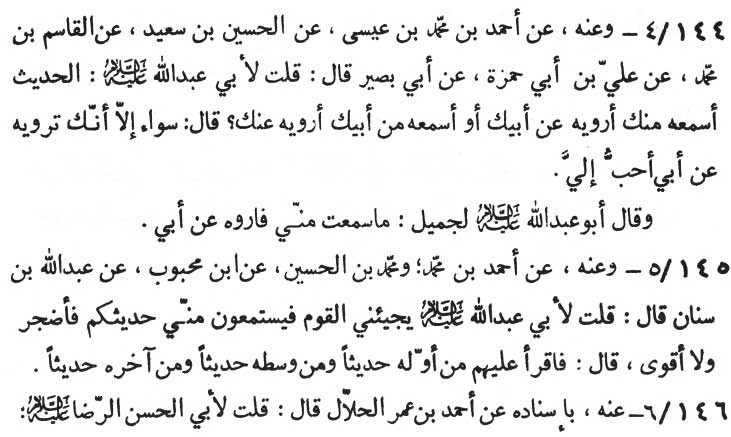 ٤/١٤٤ ـ وعنه ، عن أحمد بن محمّد بن عيسى ، عن الحسين بن سعيد ، عن القاسم بن
محمّد ، عن عليّ بن أبي حمزة ، عن أبي بصير قال : قلت لأبي عبدالله عليه السلام : الحديث
أسمعه منك أرويه عن أبيك أو أسمعه من أبيك أرويه عنك؟ قال: سواء إلاّ أنّك ترويه
عن أبي أحبُّ إليَّ .
وقال أبو عبدالله عليه السلام لجميل : ما سمعت منّي فاروه عن أبي .
٥/١٤٥ ـ وعنه ، عن أحمد بن محمّد؛ ومحمّد بن الحسين، عن ابن محبوب ، عن عبدالله بن
سنان قال : قلت لأبي عبدالله عليه السلام يجيئني القوم فيستمعون منّي حديثكم فأضجر
ولا أقوى ، قال : فاقرأ عليهم من أوّله حديثاً ومن وسطه حديثاً ومن آخره حديثاً .
٦/١٤٦ـ عنه ، بإسناده عن أحمد بن عمر الحلاّل قال : قلت لأبي الحسن الرّضا عليه السلام :